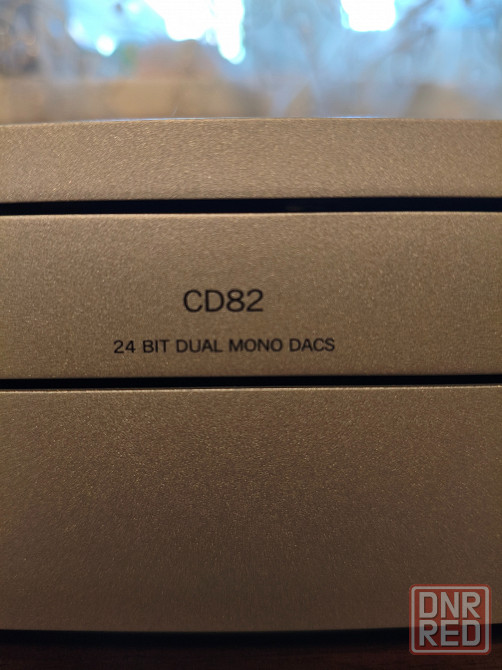 CD82
24 BIT DUAL MONO DACS
DNR
RED